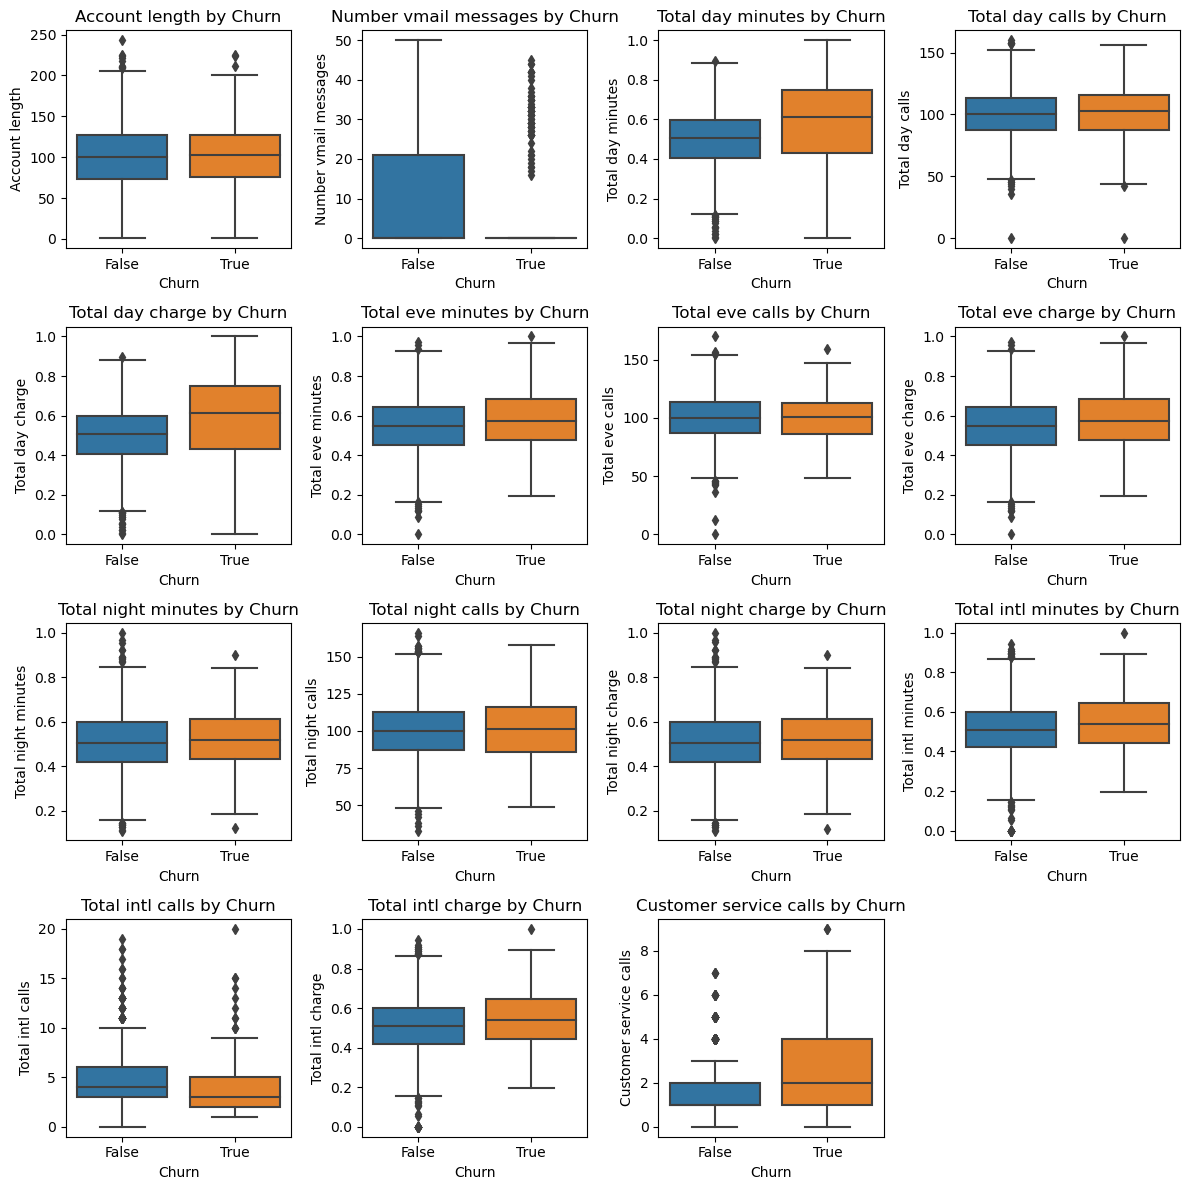 Account length by Churn
Account length
250
200
150
100
50
0
False True
Churn
Number vmail messages by Churn
Number vmail messages
50
40
30
20
10
0
False True
Churn
Total day minutes by Churn
Total day minutes
1.0
0.8
0.6
0.4
0.2
0.0
False True
Churn
Total day calls by Churn
Total day calls
150
100
50
0
False True
Churn
Total day charge by Churn
Total day charge
1.0
0.8
0.6
0.4
0.2
0.0
False True
Churn
Total eve minutes by Churn
Total eve minutes
1.0
0.8
0.6
0.4
0.2
0.0
False True
Churn
Total eve calls by Churn
Total eve calls
150
100
50
0
False True
Churn
Total eve charge by Churn
Total eve charge
1.0
0.8
0.6
0.4
0.2
0.0
False True
Churn
Total night minutes by Churn
Total night minutes
1.0
0.8
0.6
0.4
0.2
False True
Churn
Total night calls by Churn
Total night calls
150
125
100
75
50
False True
Churn
Total night charge by Churn
Total night charge
1.0
0.8
0.6
0.4
0.2
False True
Churn
Total intl minutes by Churn
Total intl minutes
1.0
0.8
0.6
0.4
0.2
0.0
False True
Churn
Total intl calls by Churn
Total intl calls
20
15
10
5
0
False True
Churn
Total intl charge by Churn
Total intl charge
1.0
0.8
0.6
0.4
0.2
0.0
False True
Churn
Customer service calls by Churn
Customer service calls
8
6
4
2
0
False True
Churn